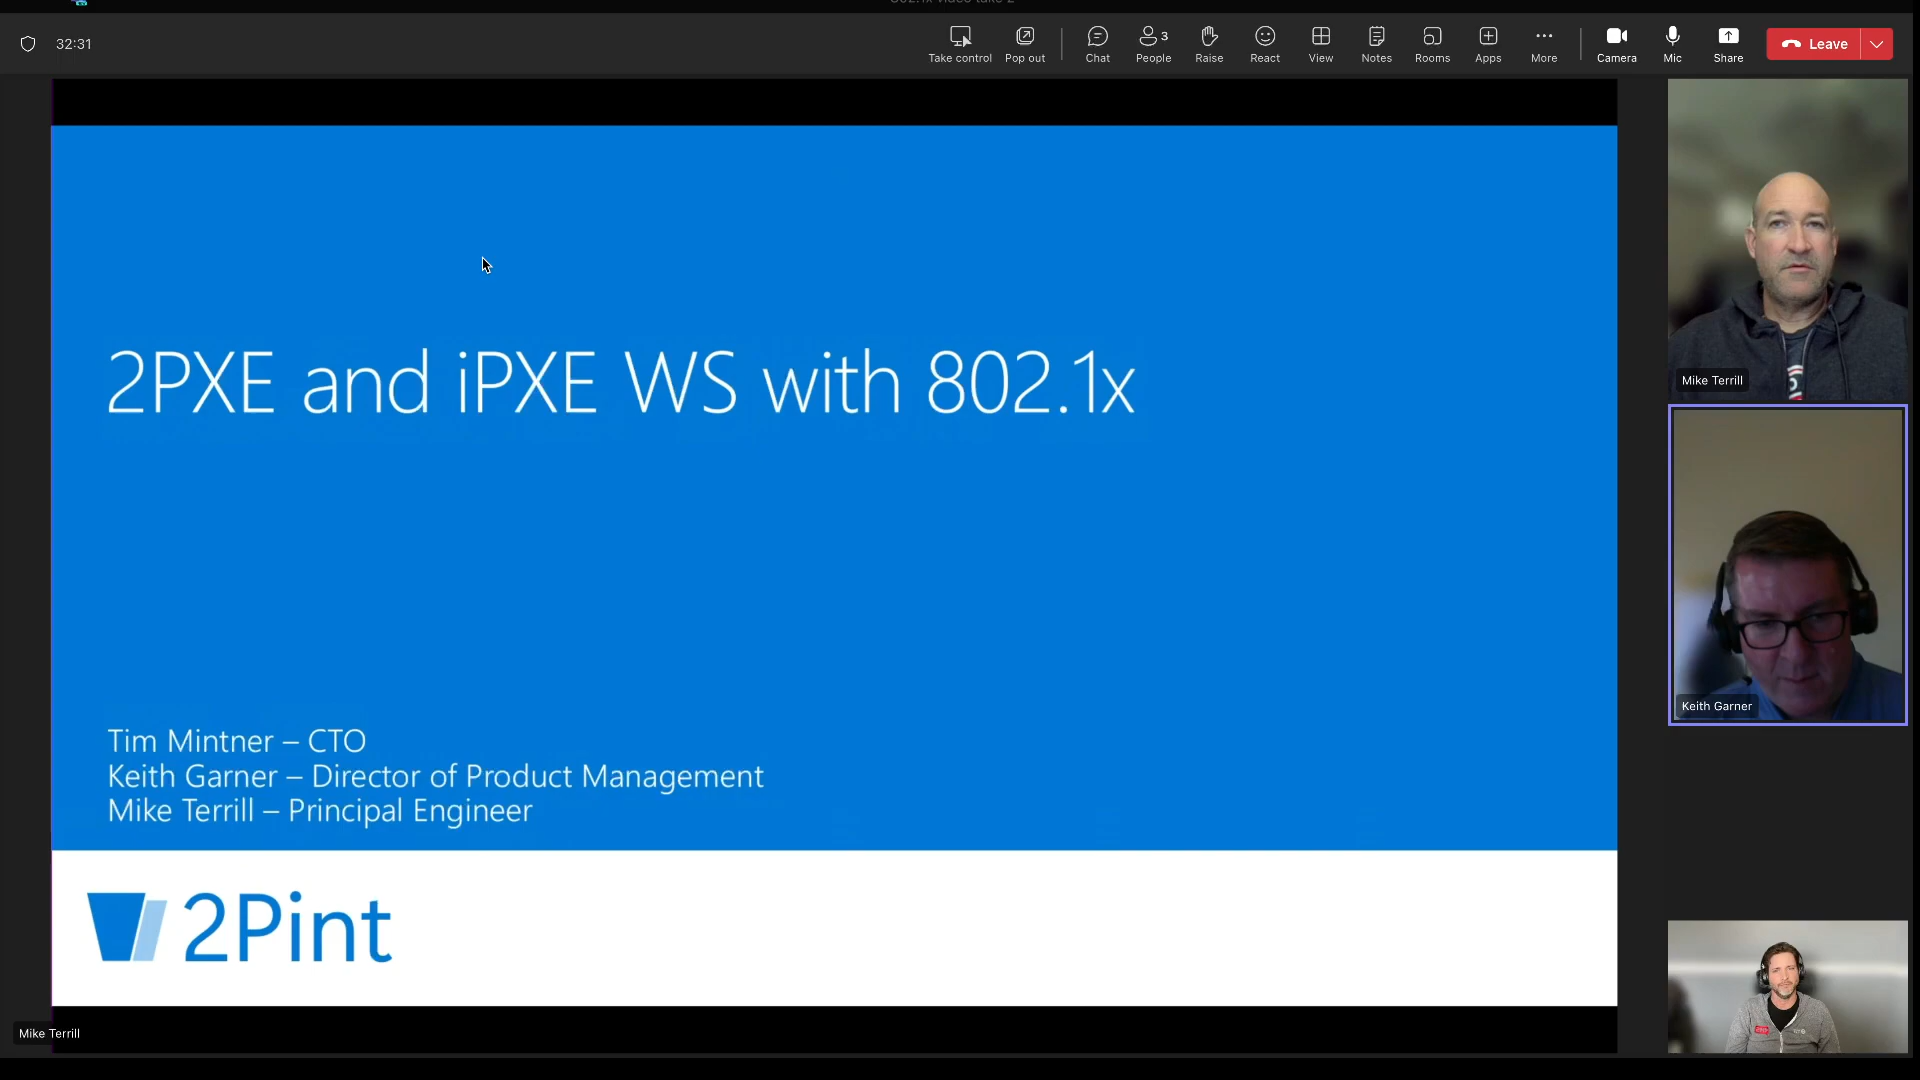 32:31
Take control
Pop out
Chat
3
People
Raise
React
View
Notes
Rooms
Apps
More
Camera
Mic
Share
Leave
2PXE and iPXE WS with 802.1x
Tim Mintner – CTO
Keith Garner – Director of Product Management
Mike Terrill – Principal Engineer
2Pint
Mike Terrill
Keith Garner
Mike Terrill